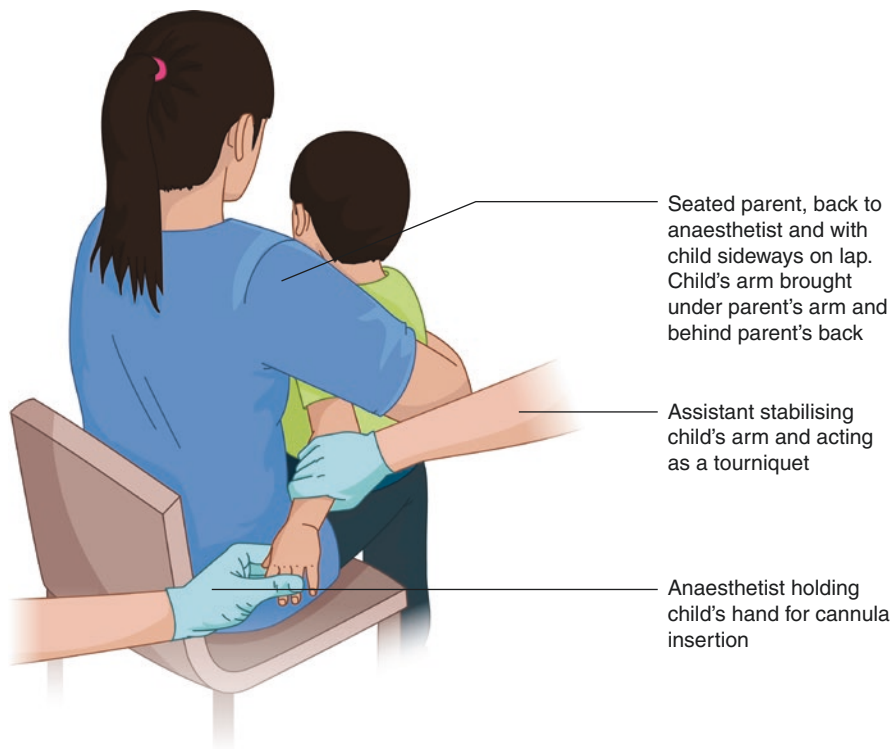 Seated parent, back to
anaesthetist and with
child sideways on lap.
Child's arm brought
under parent's arm and
behind parent's back
Assistant stabilising
child's arm and acting
as a tourniquet
Anaesthetist holding
child's hand for cannula
insertion